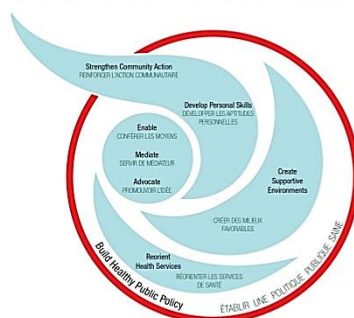 Strengthen Community Action
RENFORCER L'ACTION COMMUNAUTAIRE
Develop Personal Skills
DÉVELOPPER LES APTITUDES
PERSONNELLES
Enable
CONFÉRER LES MOYENS
Mediate
SERVIR DE MÉDIATEUR
Advocate
PROMOUVOIR L'IDÉE
Create
Supportive
Environments
CRÉER DES MILIEUX
FAVORABLES
Reorient
Health Services
RÉORIENTER LES SERVICES
DE SANTÉ
Build Healthy Public Policy
ÉTABLIR UNE POLITIQUE PUBLIQUE SAINE